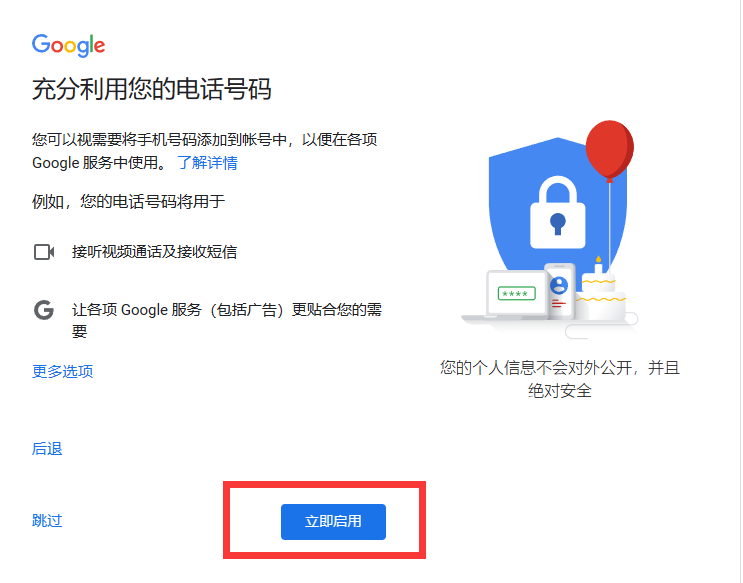 Google
充分利用您的电话号码
您可以视需要将手机号码添加到帐号中，以便在各项
Google 服务中使用。 了解详情
例如，您的电话号码将用于
接听视频通话及接收短信
G
让各项 Google 服务（包括广告）更贴合您的需
要
更多选项
****
您的个人信息不会对外公开，并且
绝对安全
后退
跳过
立即启用